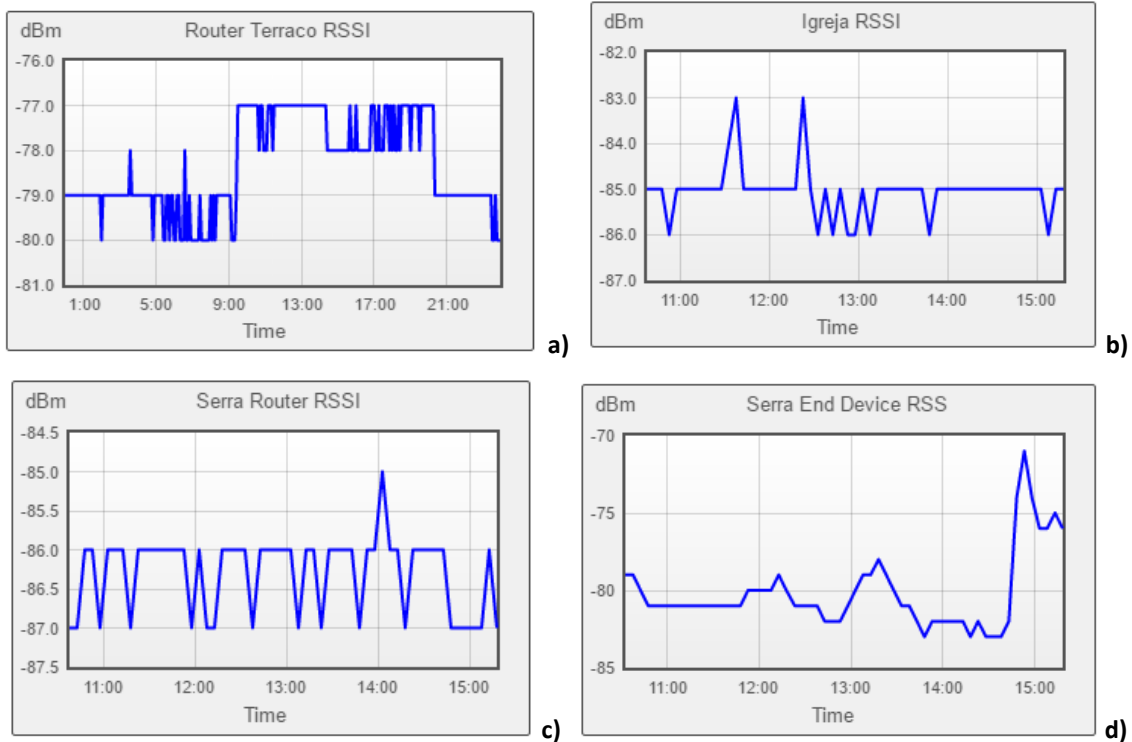 dBm Router Terraco RSSI
-76.0
-77.0
-78.0
-79.0
-80.0
-81.0
1:00 5:00 9:00 13:00 17:00 21:00
Time
a)
dBm Igreja RSSI
-82.0
-83.0
-84.0
-85.0
-86.0
-87.0
11:00 12:00 13:00 14:00 15:00
Time
b)
dBm Serra Router RSSI
-84.5
-85.0
-85.5
-86.0
-86.5
-87.0
-87.5
11:00 12:00 13:00 14:00 15:00
Time
c)
dBm Serra End Device RSS
-70
-75
-80
-85
11:00 12:00 13:00 14:00 15:00
Time
d)